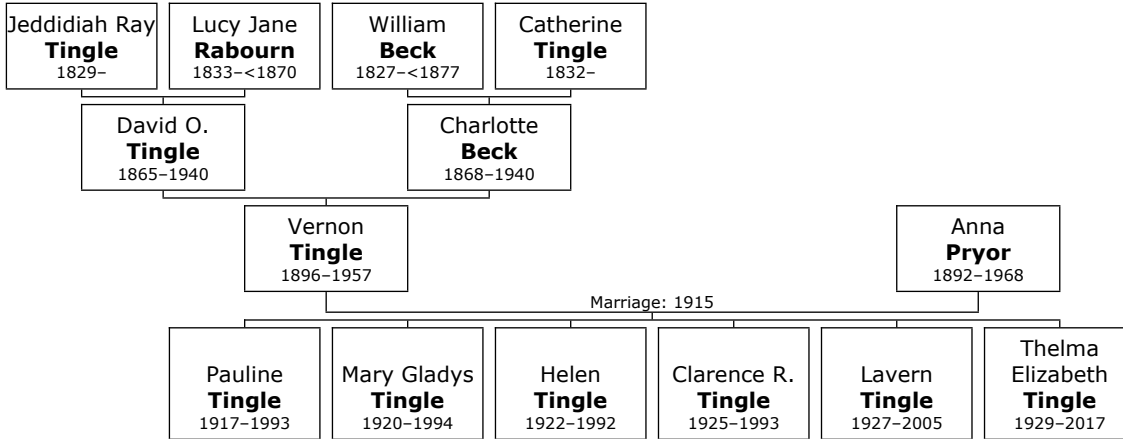 Jeddidiah Ray
Tingle
1829–
Lucy Jane
Rabourn
1833–<1870
William
Beck
1827–<1877
Catherine
Tingle
1832–
David O.
Tingle
1865–1940
Charlotte
Beck
1868–1940
Vernon
Tingle
1896–1957
Anna
Pryor
1892–1968
Marriage: 1915
Pauline
Tingle
1917–1993
Mary Gladys
Tingle
1920–1994
Helen
Tingle
1922–1992
Clarence R.
Tingle
1925–1993
Lavern
Tingle
1927–2005
Thelma
Elizabeth
Tingle
1929–2017